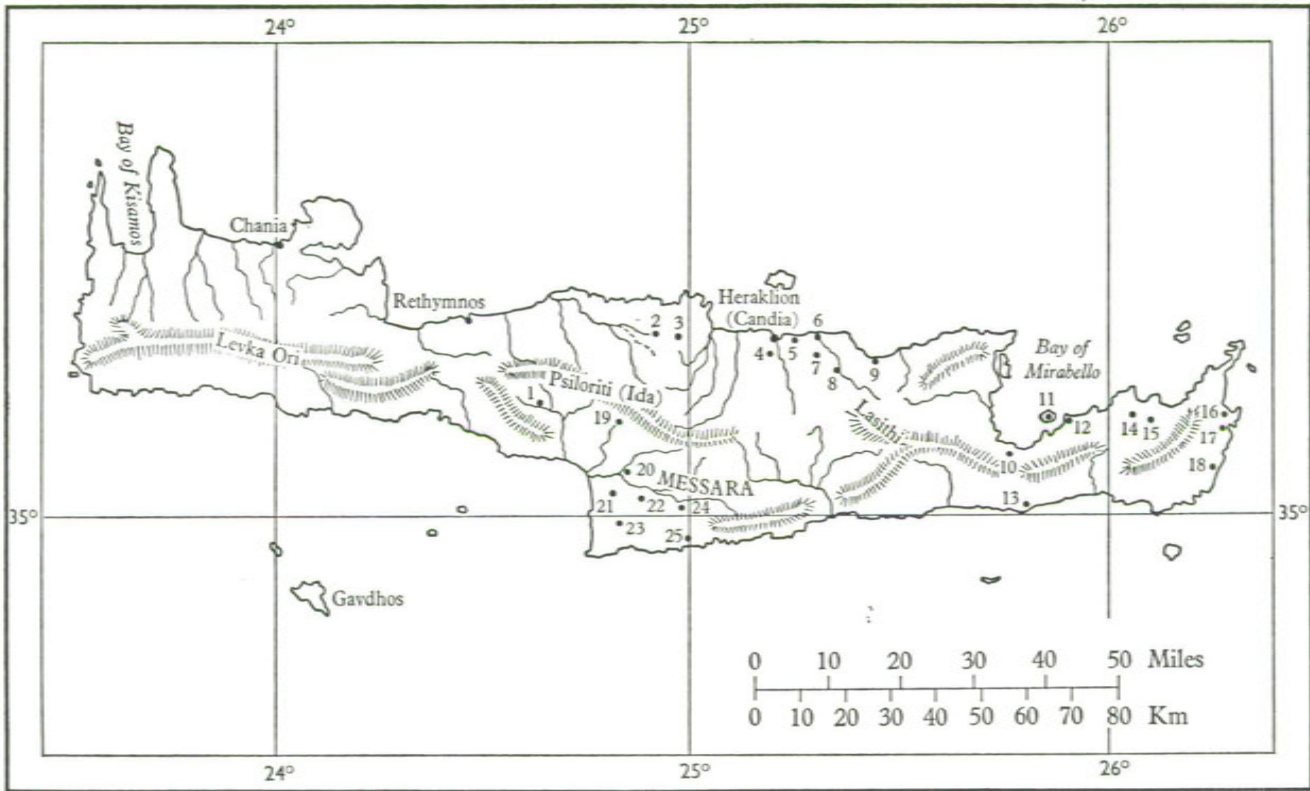 24°
25°
26°
Bay of Kisamos
Chania
Rethymnos
Heraklion
(Candia)
2
3
4
5
6
7
8
9
Levka Ori
Psiloriti (Ida)
1
19
Lasithi
Bay of
Mirabello
11
12
10
13
14
15
16
17
18
20
MESSARA
21
22
24
23
25
35°
35°
Gavdhos
0 10 20 30 40 50 Miles
0 10 20 30 40 50 60 70 80 Km
24°
25°
26°